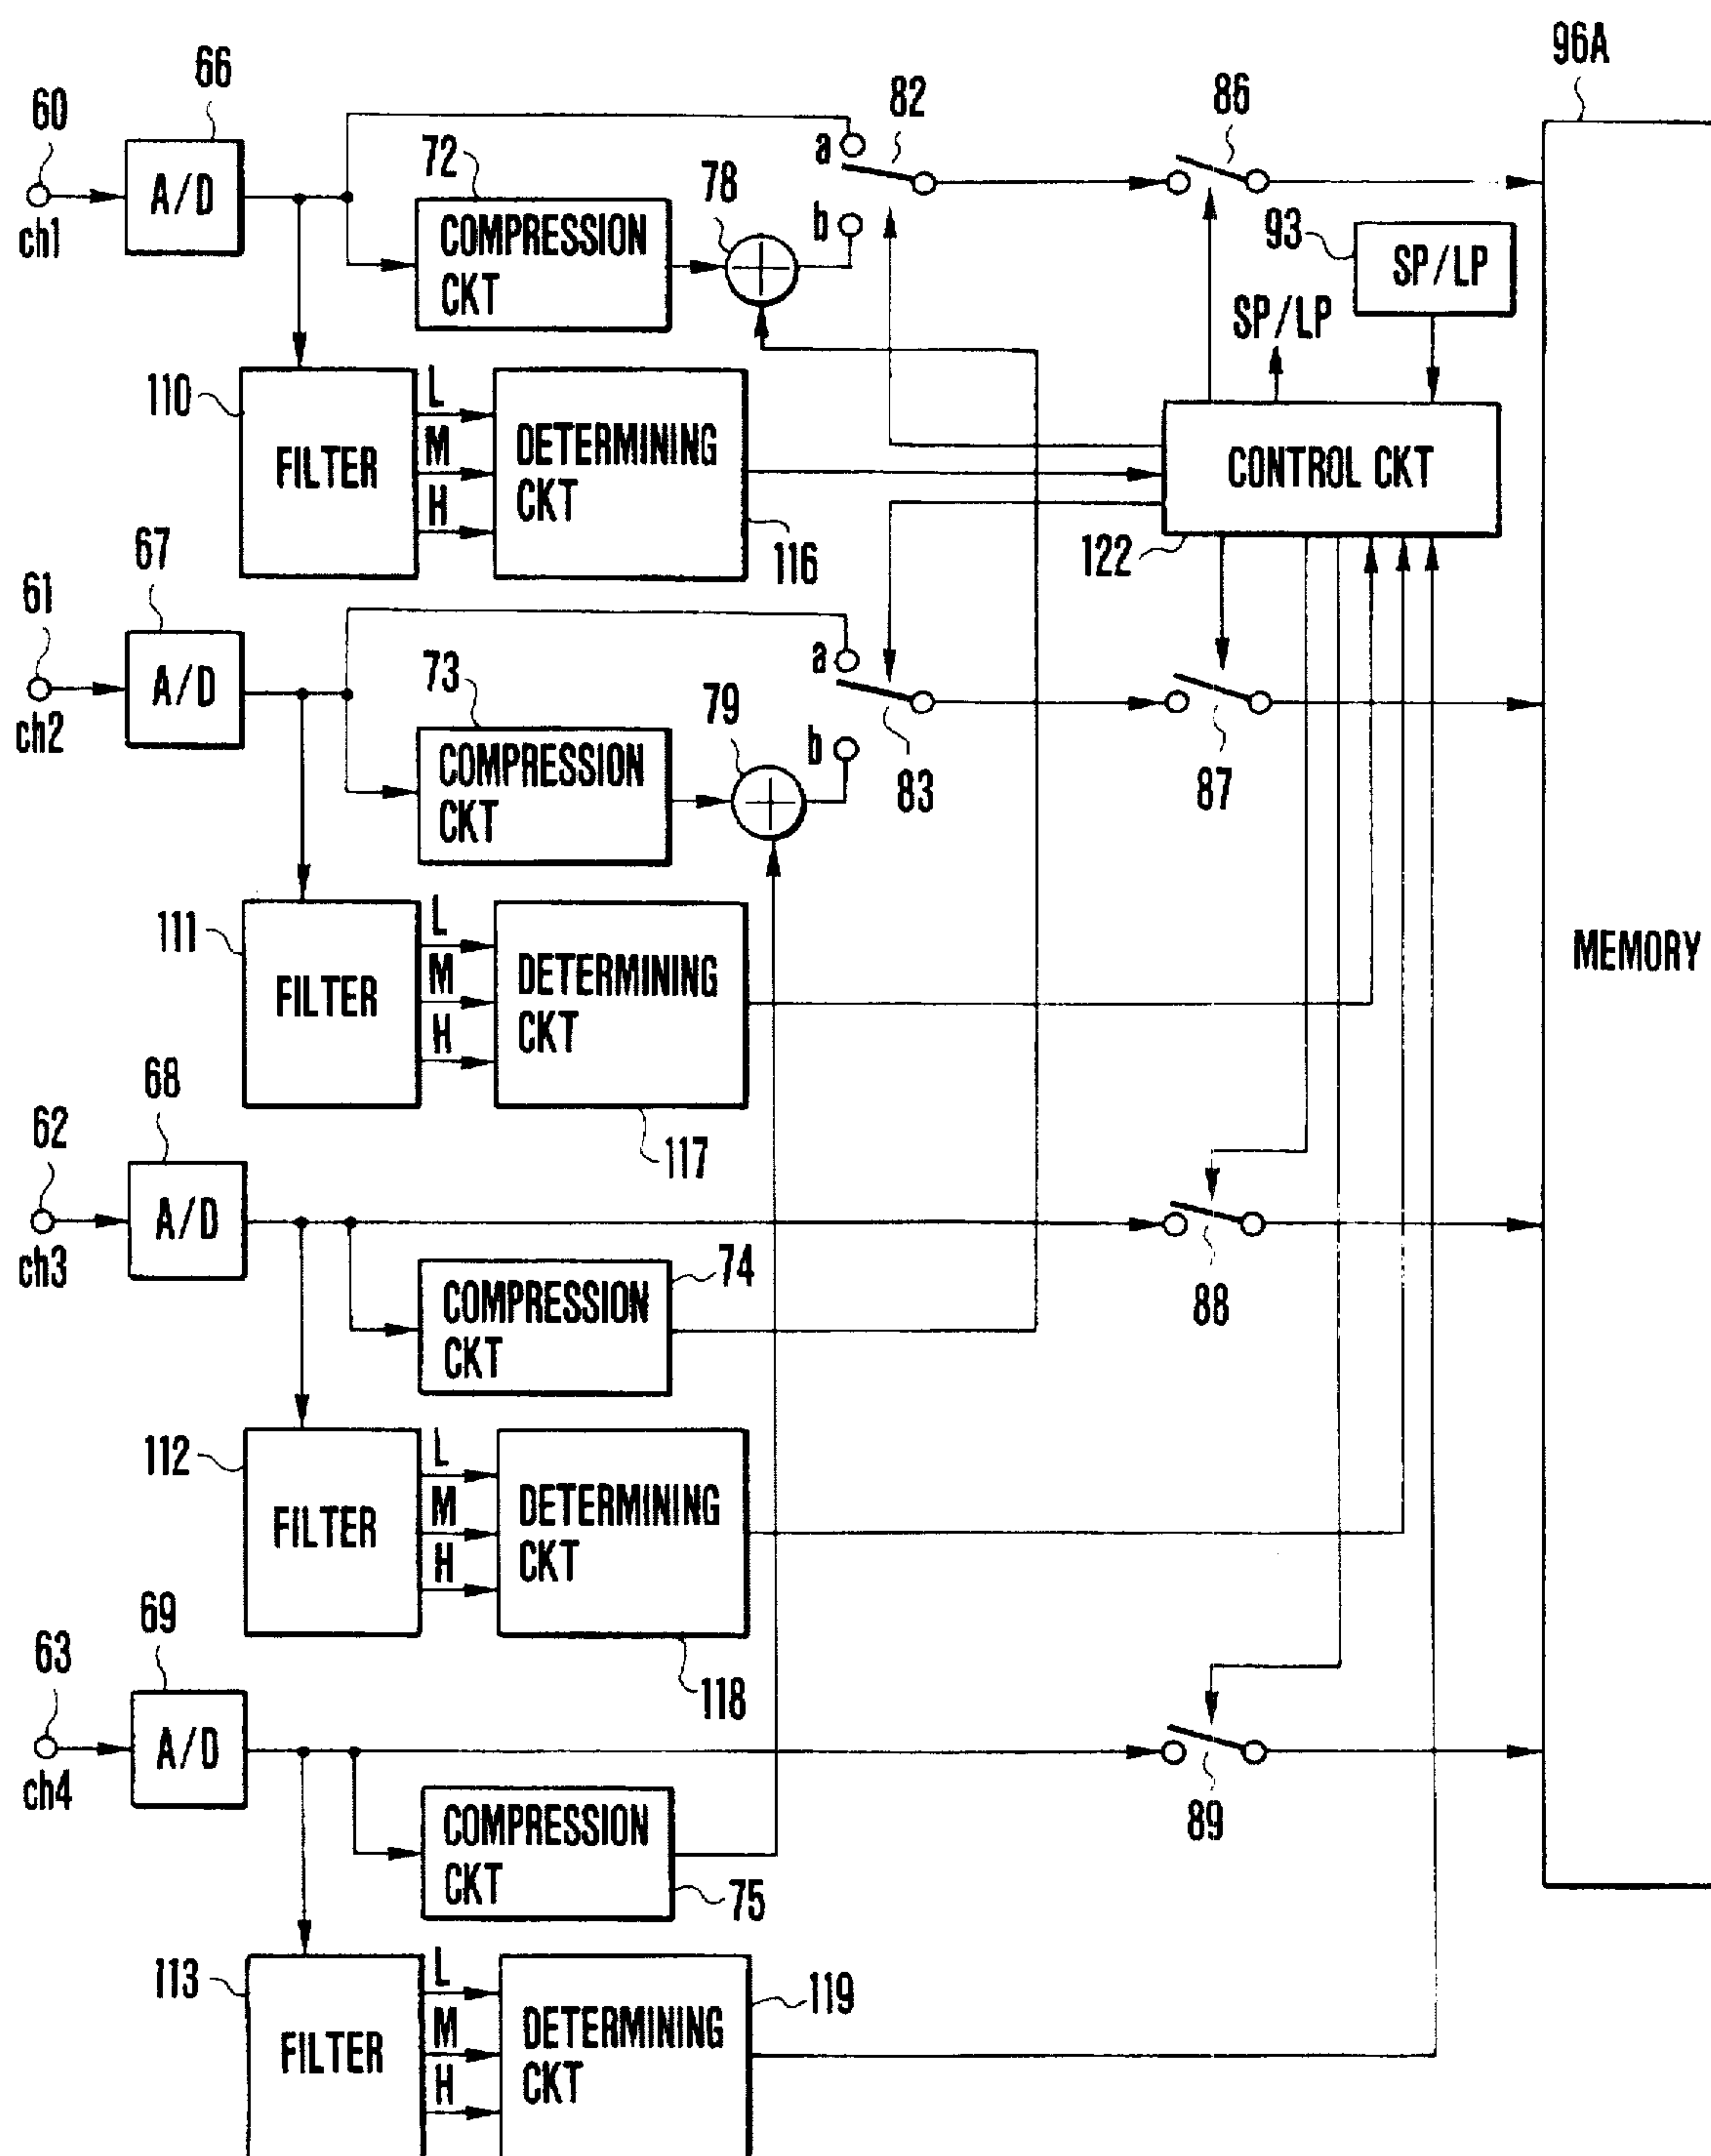 96A
66
82
86
60
72
a
78
A/D
ch1
COMPRESSION
CKT
b
93
SP/LP
SP/LP
110
L
M
H
FILTER
DETERMINING
CKT
CONTROL CKT
116
122
67
61
a
73
A/D
ch2
79
COMPRESSION
CKT
b
83
87
111
L
M
H
FILTER
DETERMINING
CKT
MEMORY
68
117
62
A/D
ch3
74
COMPRESSION
CKT
88
112
L
M
H
FILTER
DETERMINING
CKT
69
118
63
A/D
ch4
COMPRESSION
CKT
75
89
113
L
M
H
FILTER
DETERMINING
CKT
119